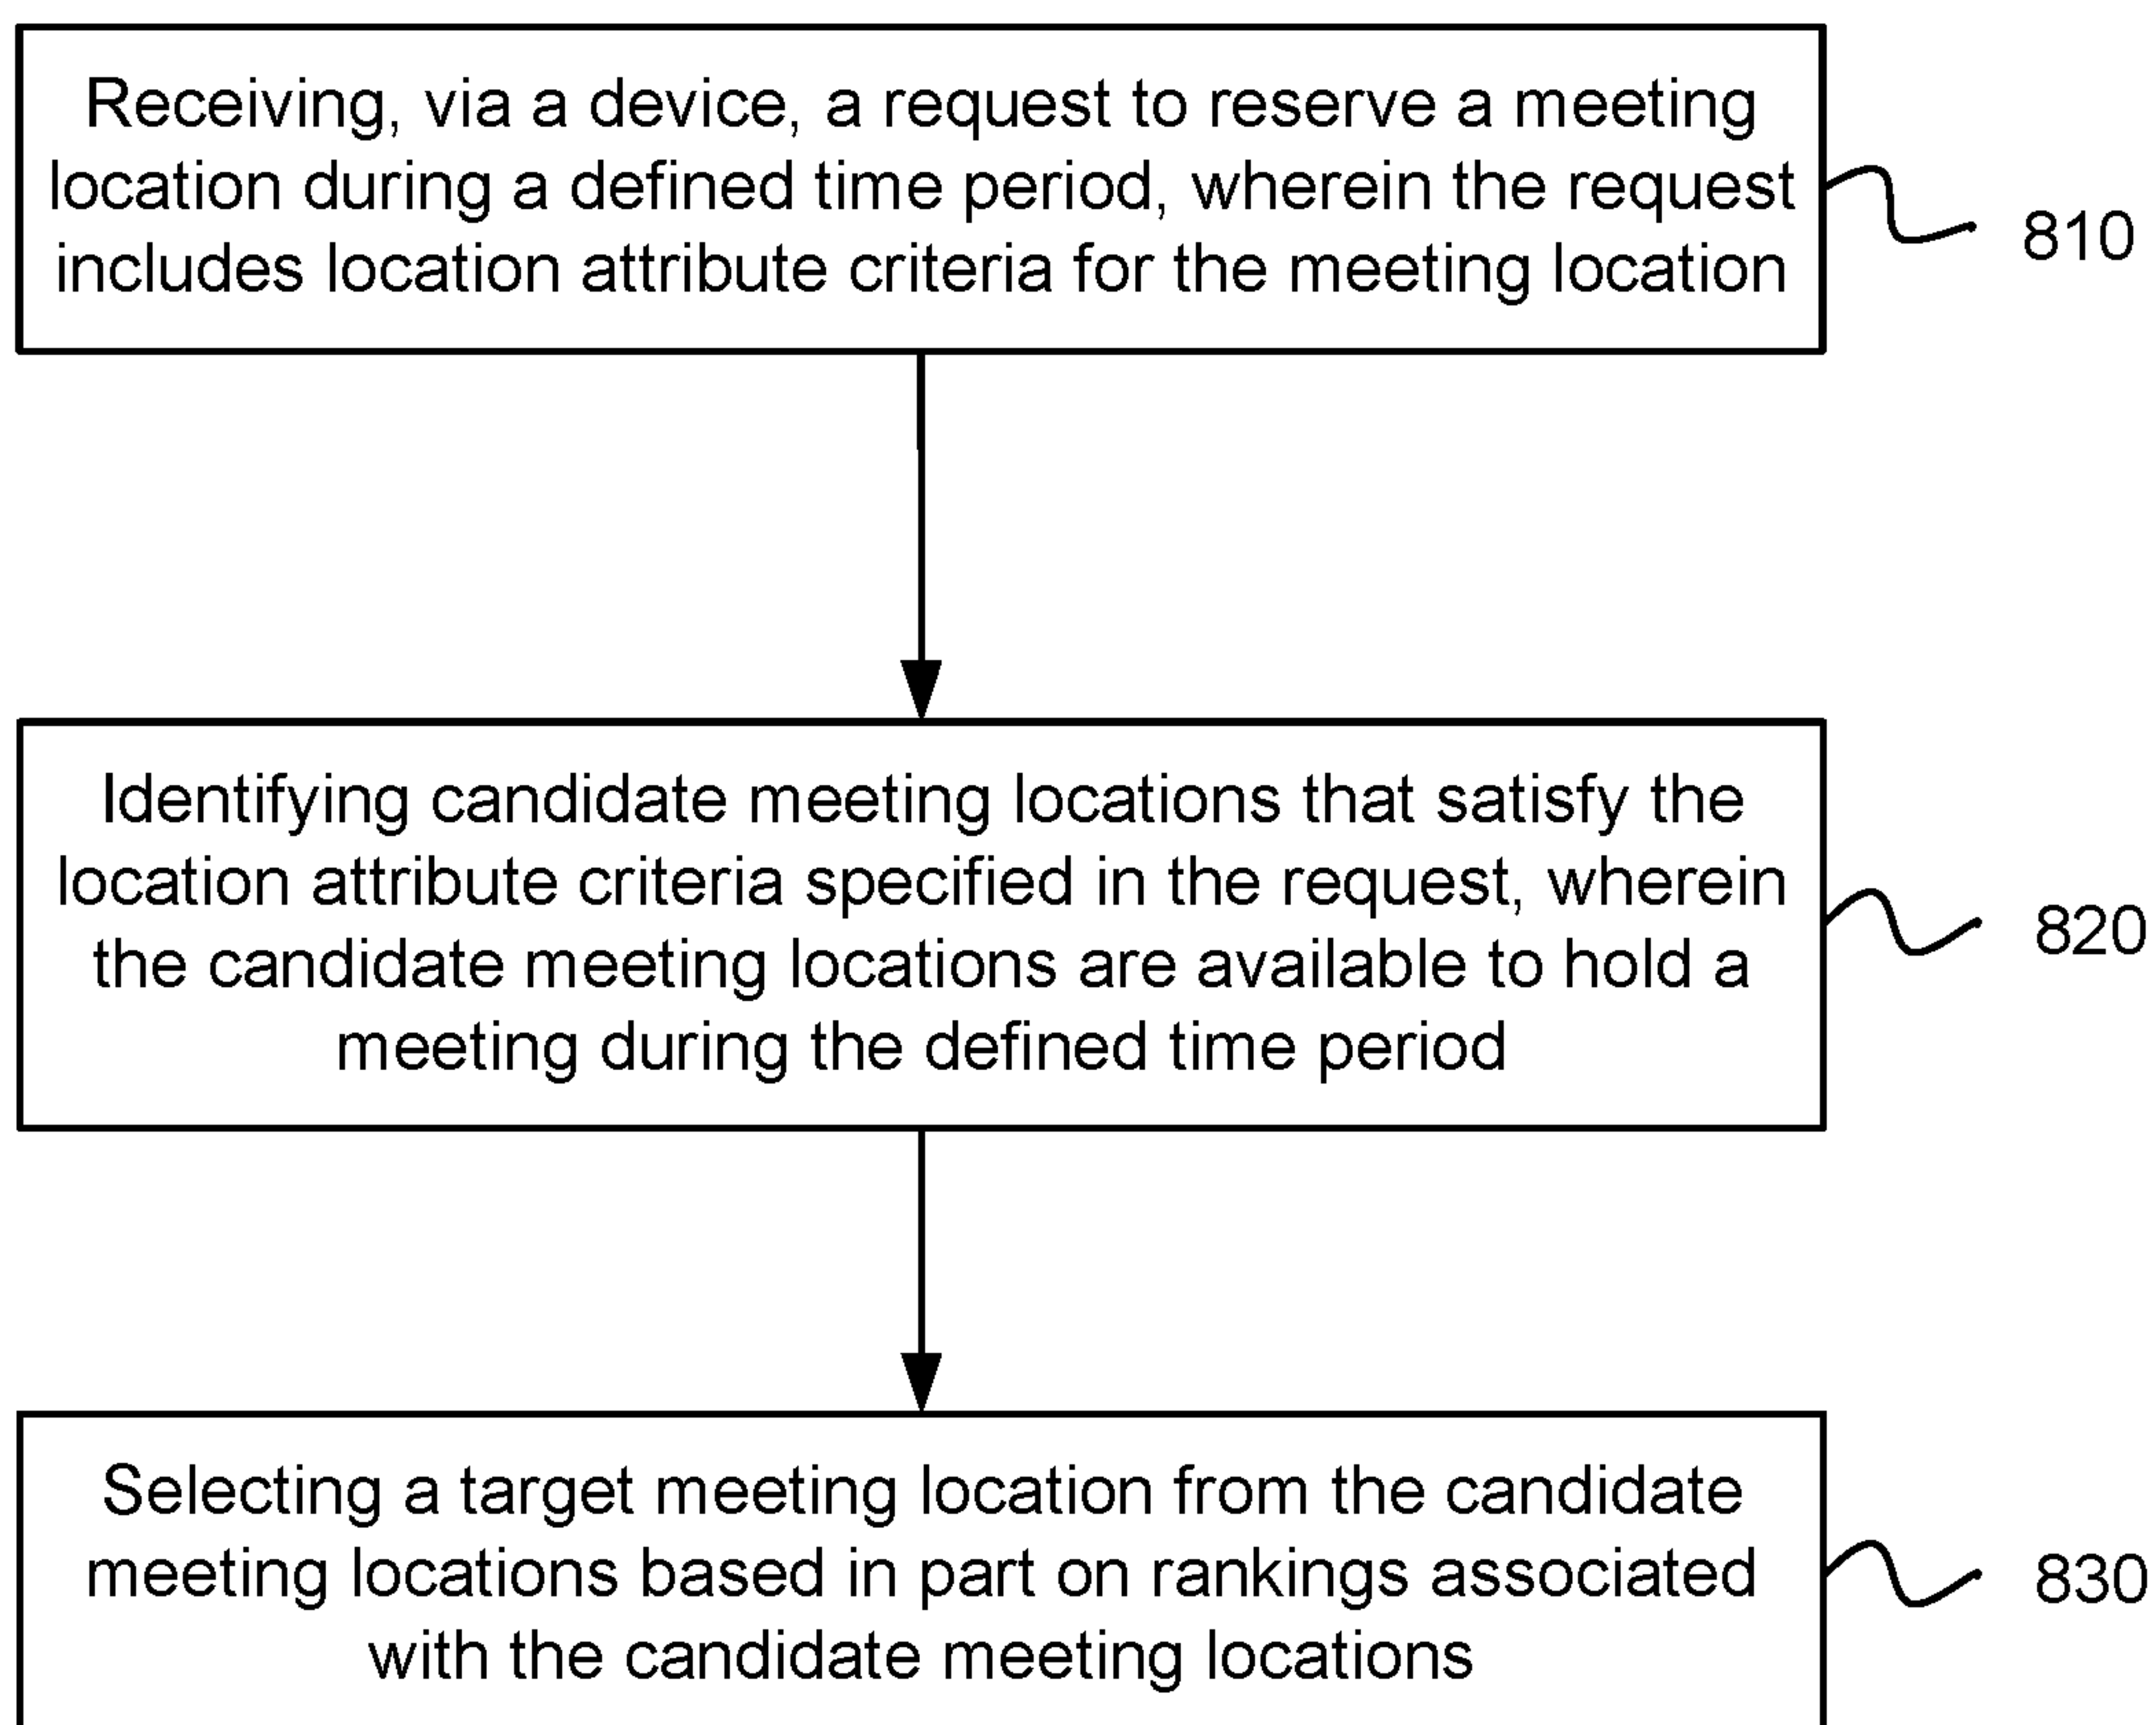 Receiving, via a device, a request to reserve a meeting
location during a defined time period, wherein the request
includes location attribute criteria for the meeting location
810
Identifying candidate meeting locations that satisfy the
location attribute criteria specified in the request, wherein
the candidate meeting locations are available to hold a
meeting during the defined time period
820
Selecting a target meeting location from the candidate
meeting locations based in part on rankings associated
with the candidate meeting locations
830